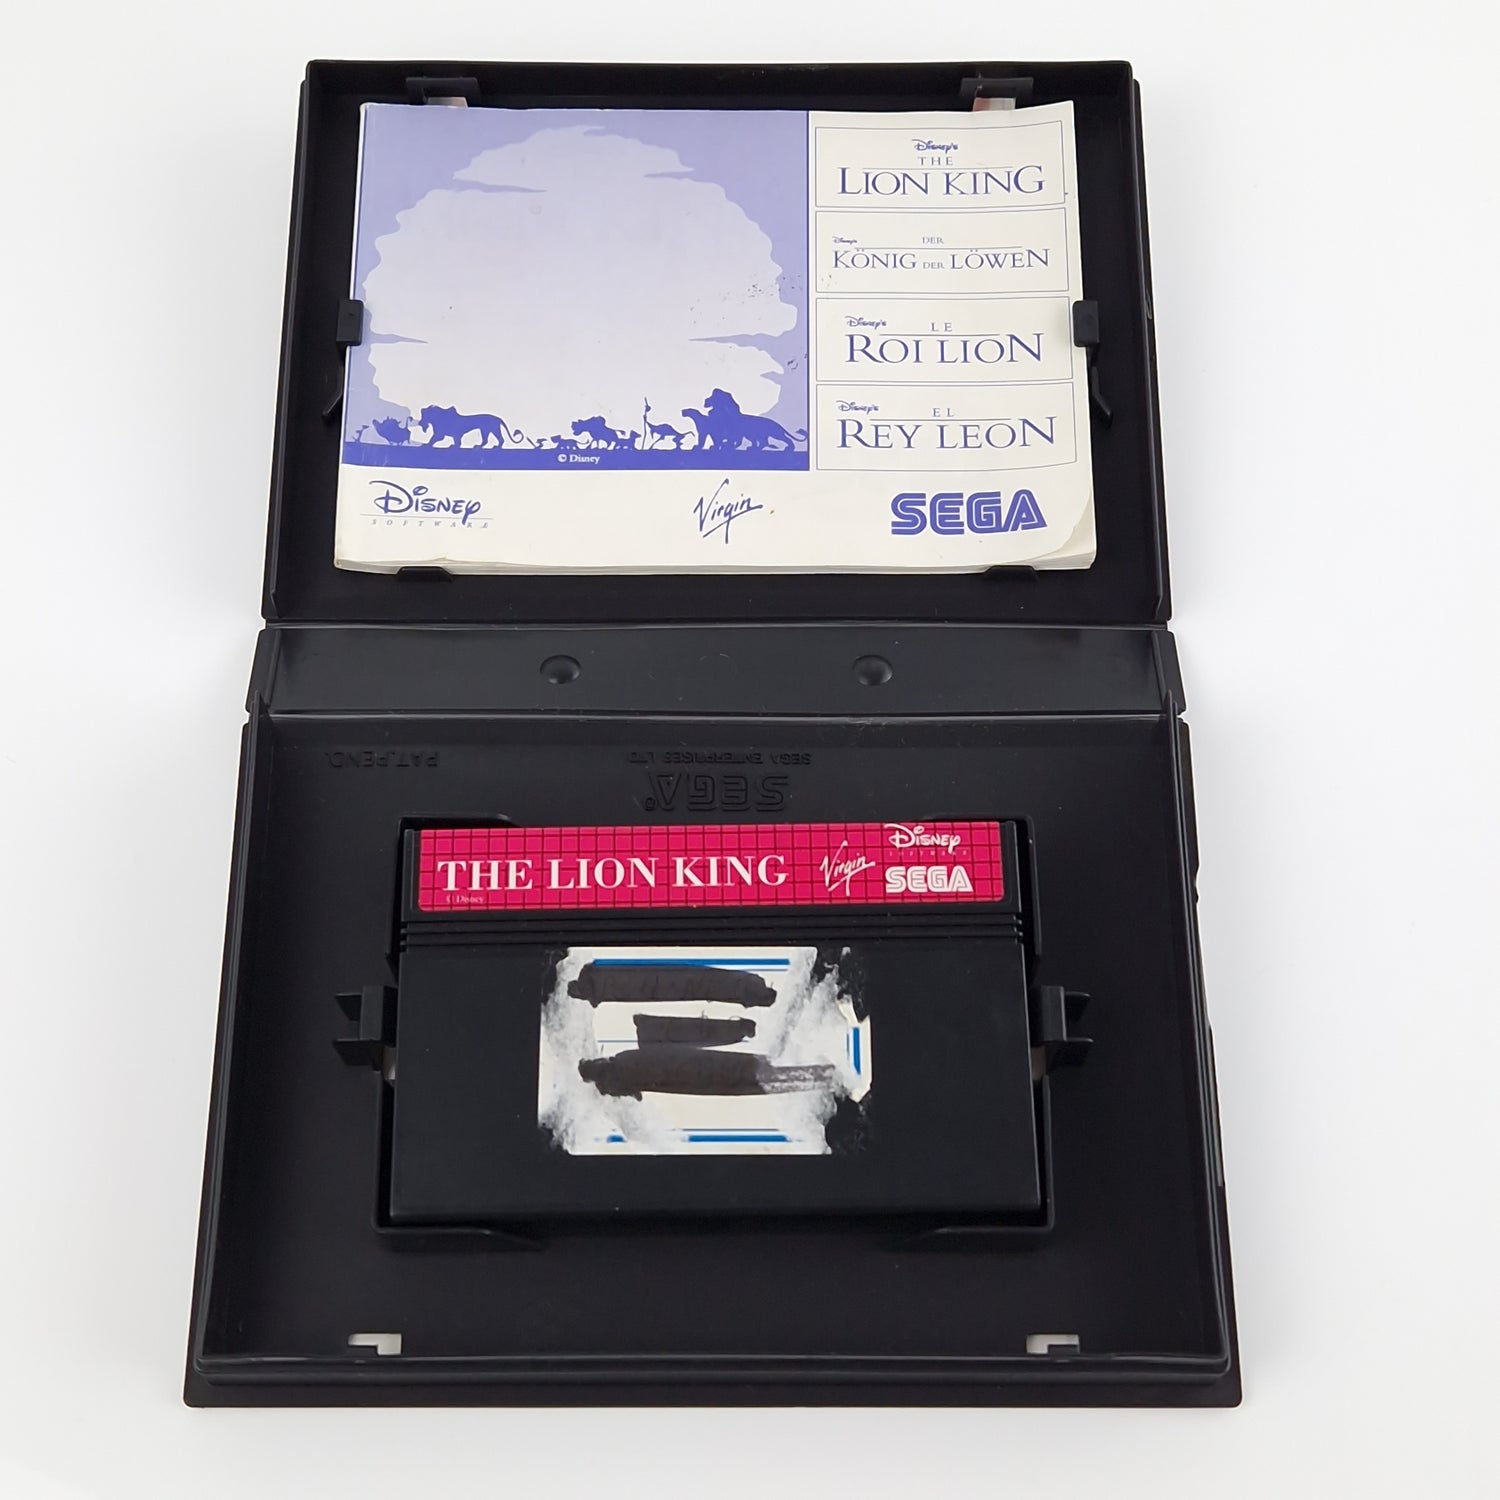 Disney's
THE
LION KING
Disney's
DER
KÖNIG DER LÖWEN
Disney's
LE
ROI LION
Disney's
EL
REY LEON
© Disney
DISNEY
SOFTWARE
Virgin
SEGA
PAT.PEND.
SEGA ENTERPRISES LTD.
SEGA®
THE LION KING
© Disney
Virgin
DISNEY
SOFTWARE
SEGA